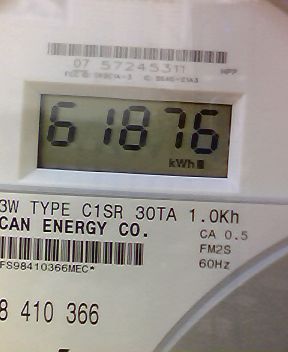 07 57245311
61876
kWh
3W TYPE C1SR 30TA 1.0Kh
CAN ENERGY CO.
CA 0.5
FM2S
60Hz
FS98410366MEC*
8 410 366